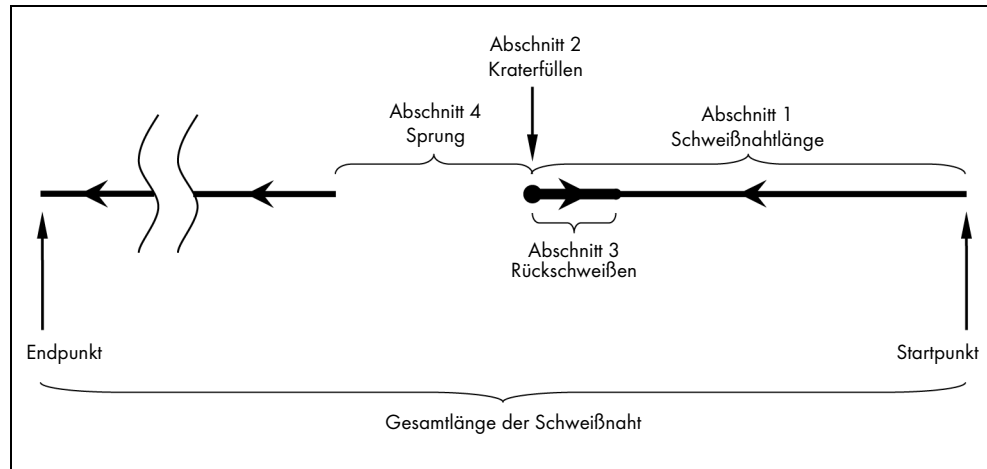 Abschnitt 2
Kraterfüllen
Abschnitt 4
Sprung
Abschnitt 1
Schweißnahtlänge
Abschnitt 3
Rückschweißen
Endpunkt
Startpunkt
Gesamtlänge der Schweißnaht